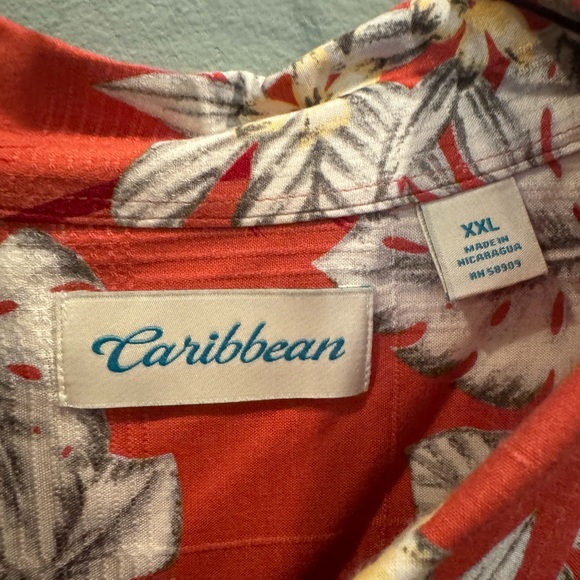 XXL
MADE IN
NICARAGUA
RN 58909
Caribbean